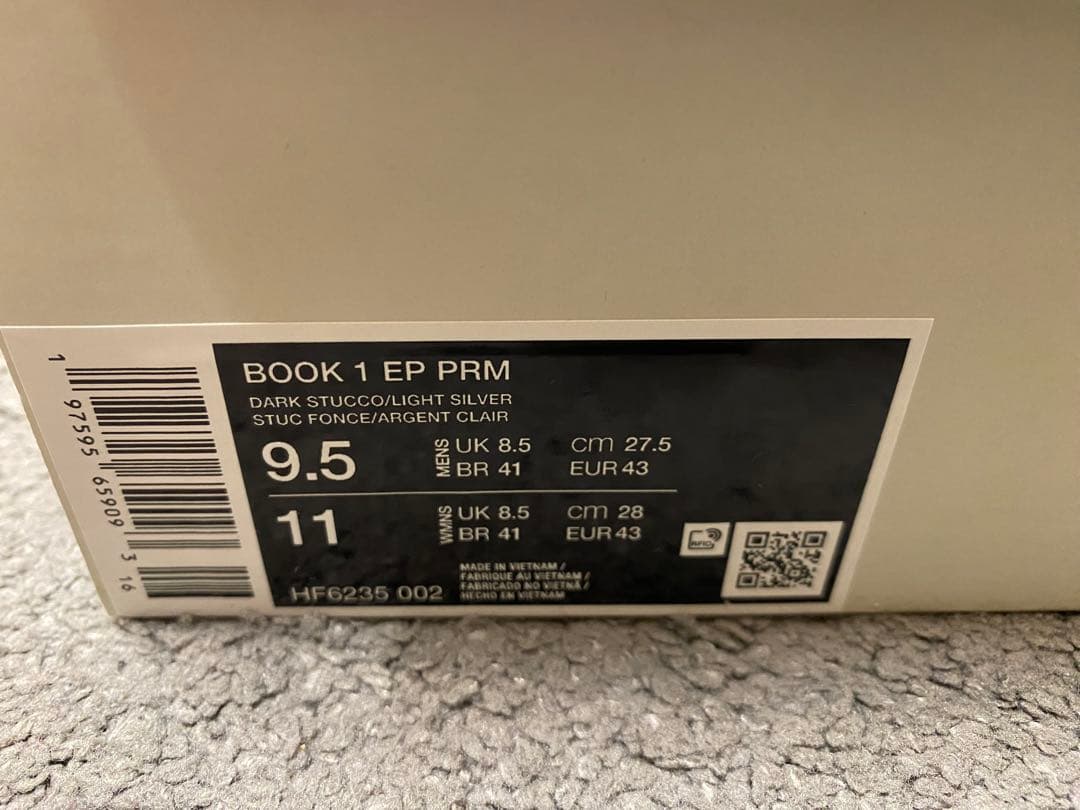 BOOK 1 EP PRM
DARK STUCCO/LIGHT SILVER
STUC FONCE/ARGENT CLAIR
9.5 MENS UK 8.5 cm 27.5
BR 41 EUR 43
11 WMNS UK 8.5 cm 28
BR 41 EUR 43
MADE IN VIETNAM /
FABRIQUE AU VIETNAM /
FABRICADO NO VIETNÃ /
HECHO EN VIETNAM
HF6235 002
RFID
1 97595 65909 3 16